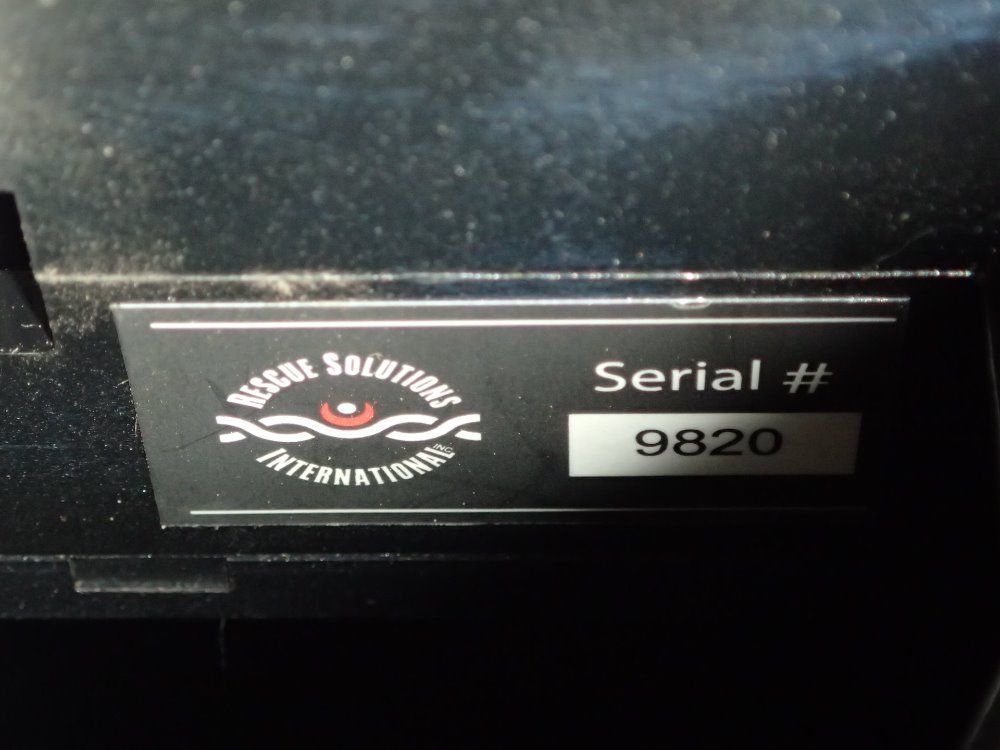 RESCUE SOLUTIONS
INTERNATIONAL INC.
Serial #
9820